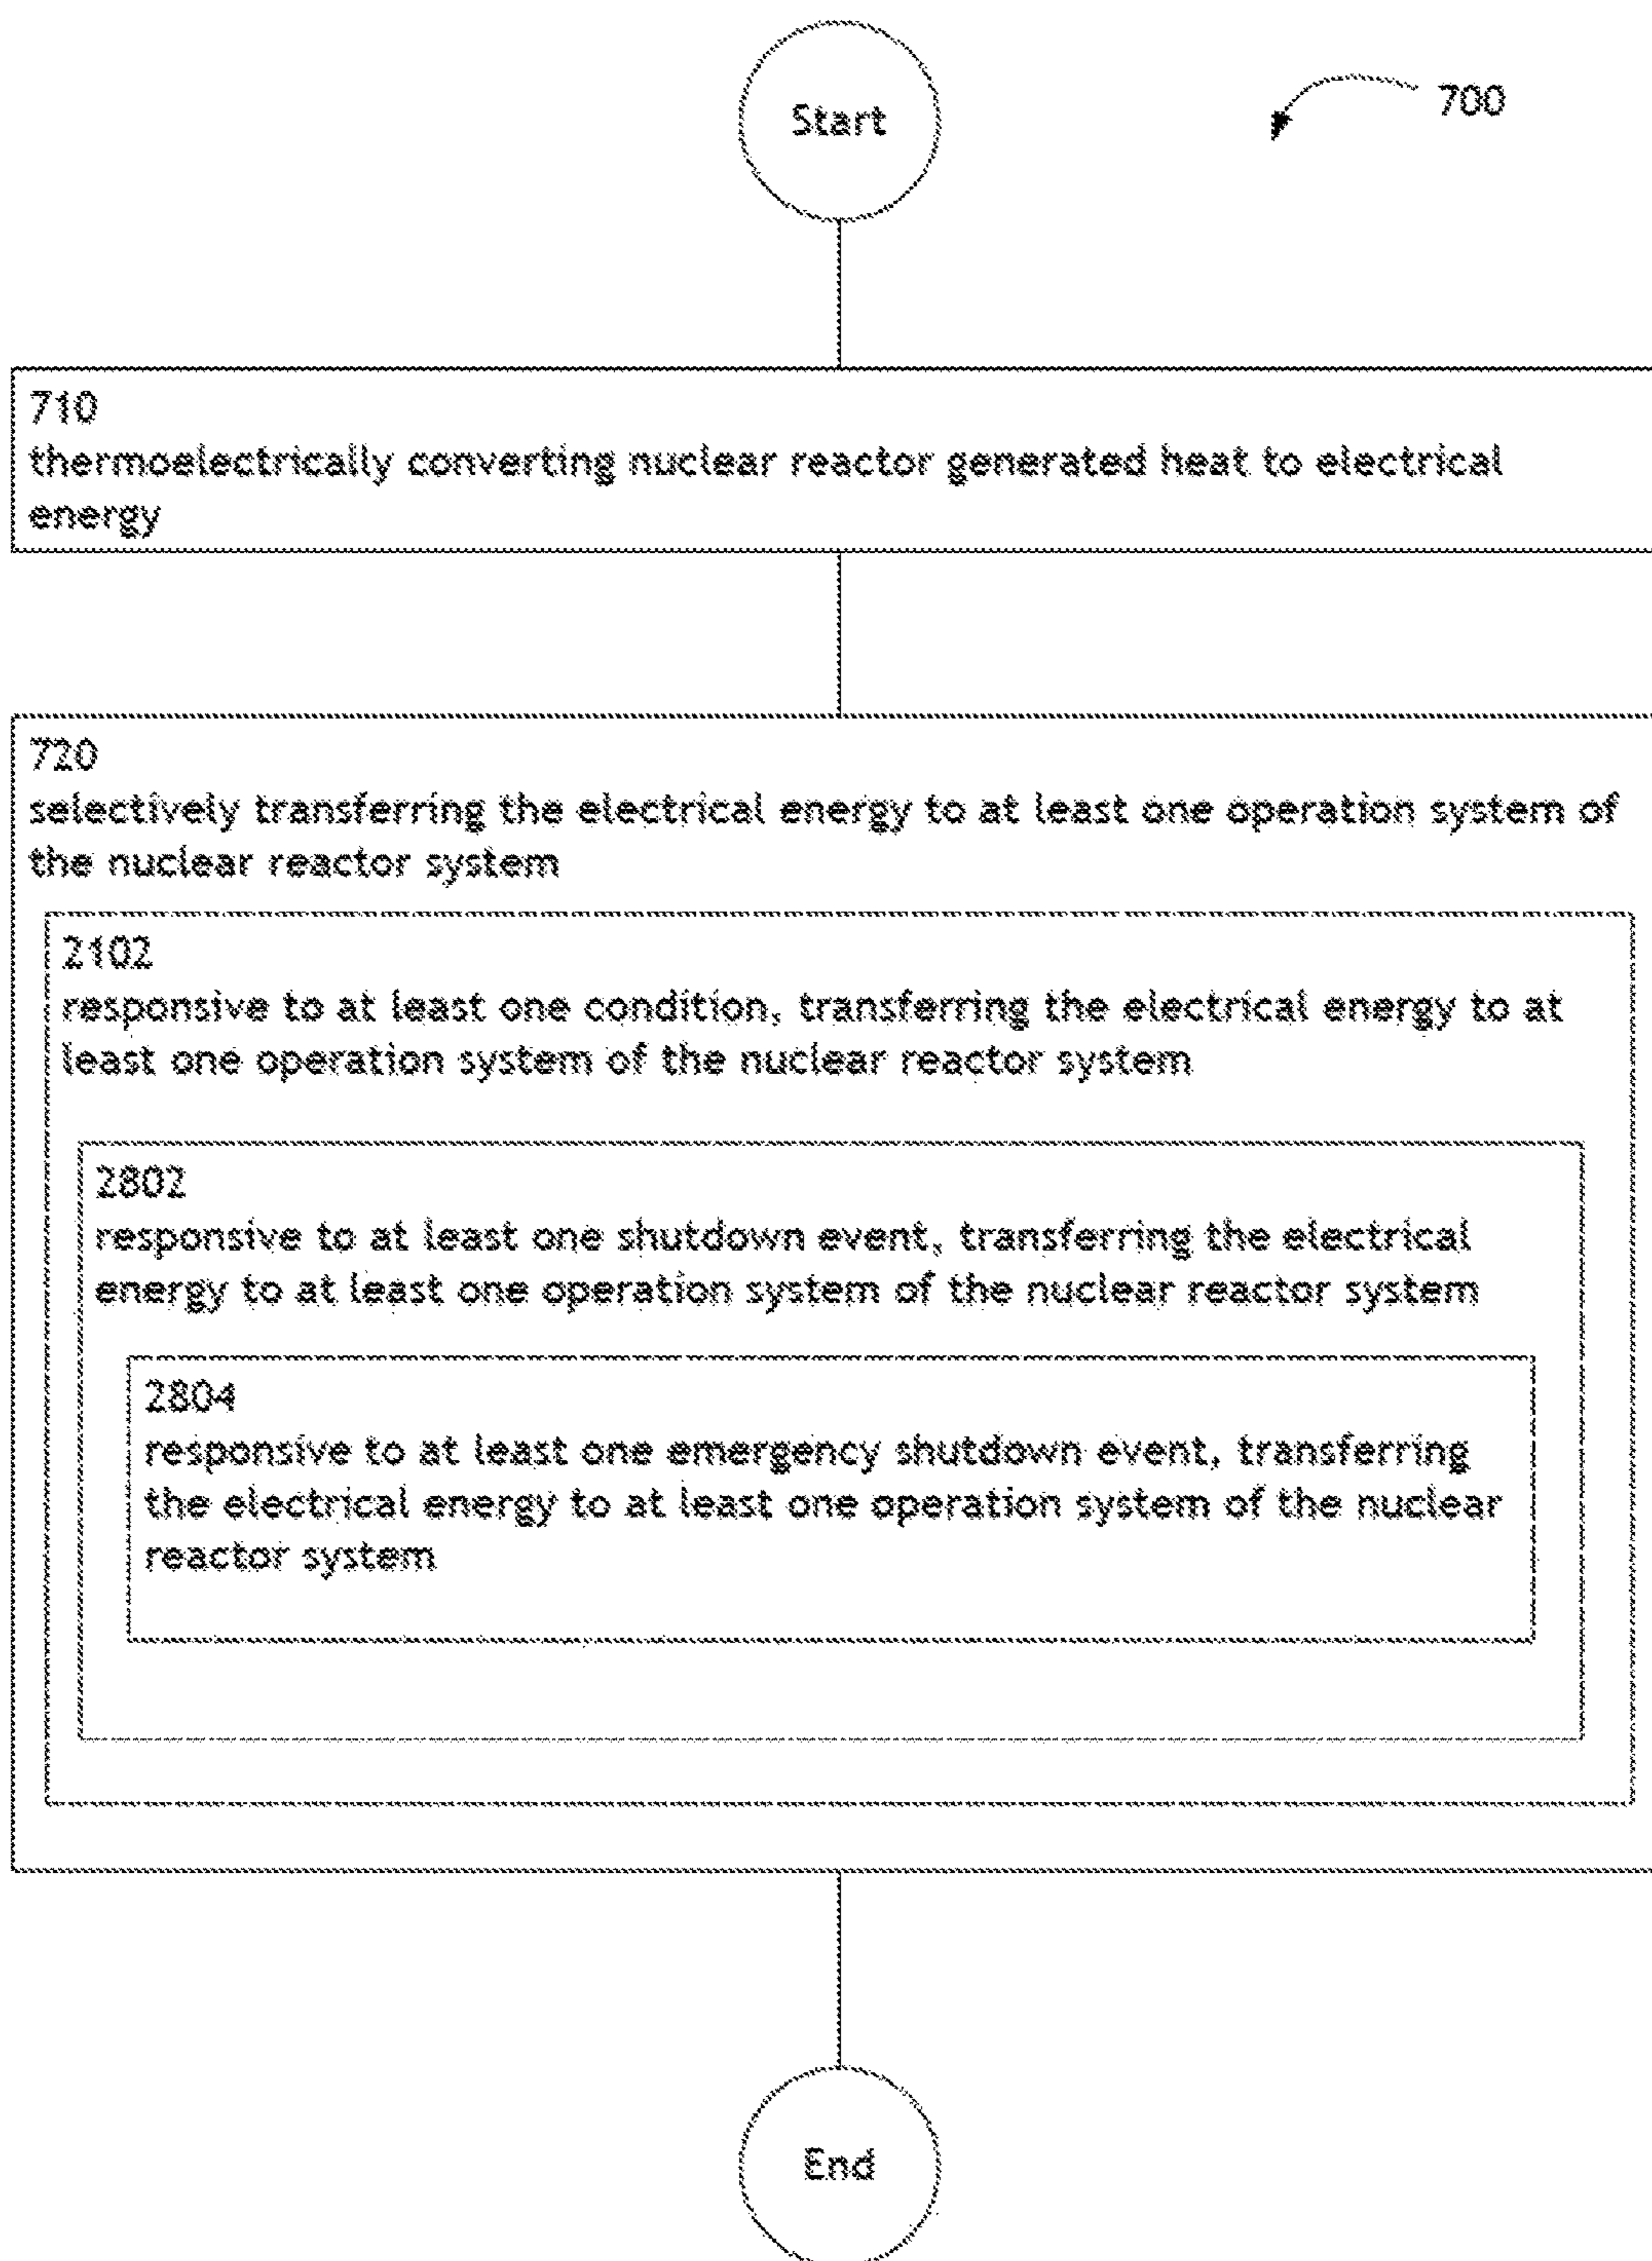 Start
700
710
thermoelectrically converting nuclear reactor generated heat to electrical
energy
720
selectively transferring the electrical energy to at least one operation system of
the nuclear reactor system
2102
responsive to at least one condition, transferring the electrical energy to at
least one operation system of the nuclear reactor system
2802
responsive to at least one shutdown event, transferring the electrical
energy to at least one operation system of the nuclear reactor system
2804
responsive to at least one emergency shutdown event, transferring
the electrical energy to at least one operation system of the nuclear
reactor system
End